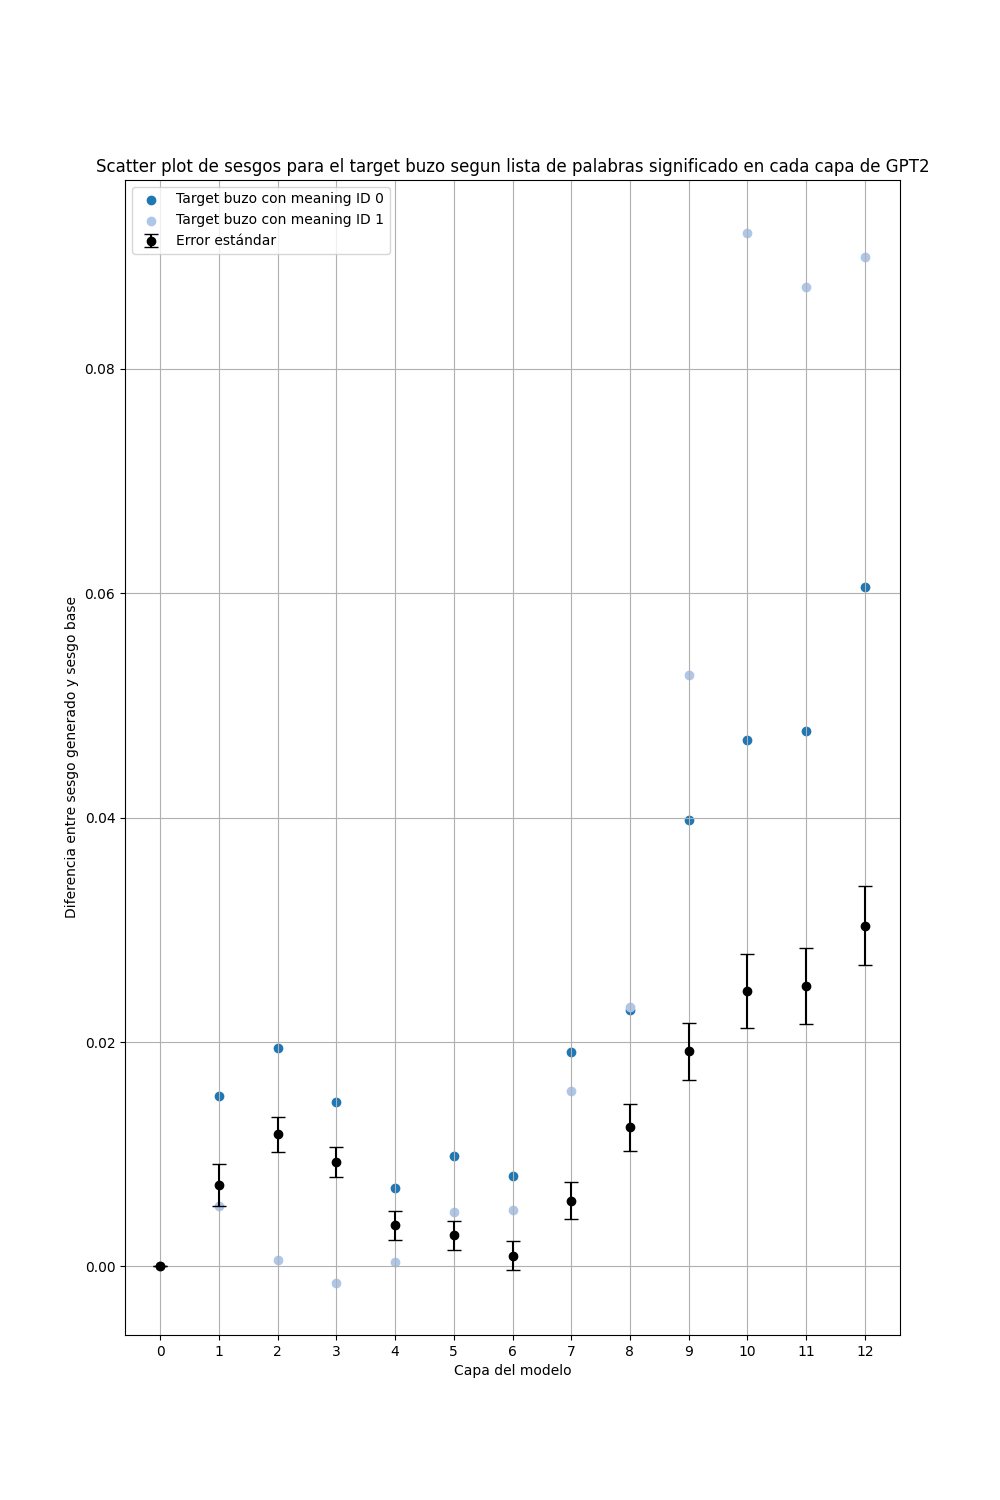 Scatter plot de sesgos para el target buzo segun lista de palabras significado en cada capa de GPT2
Target buzo con meaning ID 0
Target buzo con meaning ID 1
Error estándar
Diferencia entre sesgo generado y sesgo base
0.08
0.06
0.04
0.02
0.00
0 1 2 3 4 5 6 7 8 9 10 11 12
Capa del modelo